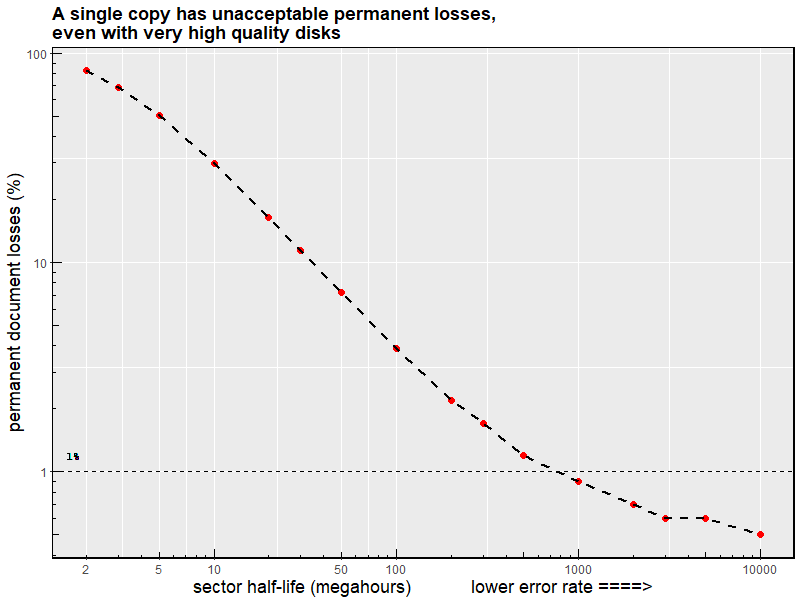 A single copy has unacceptable permanent losses,
even with very high quality disks
permanent document losses (%)
100
10
1
1%
2 5 10 50 100 1000 10000
sector half-life (megahours) lower error rate ====>